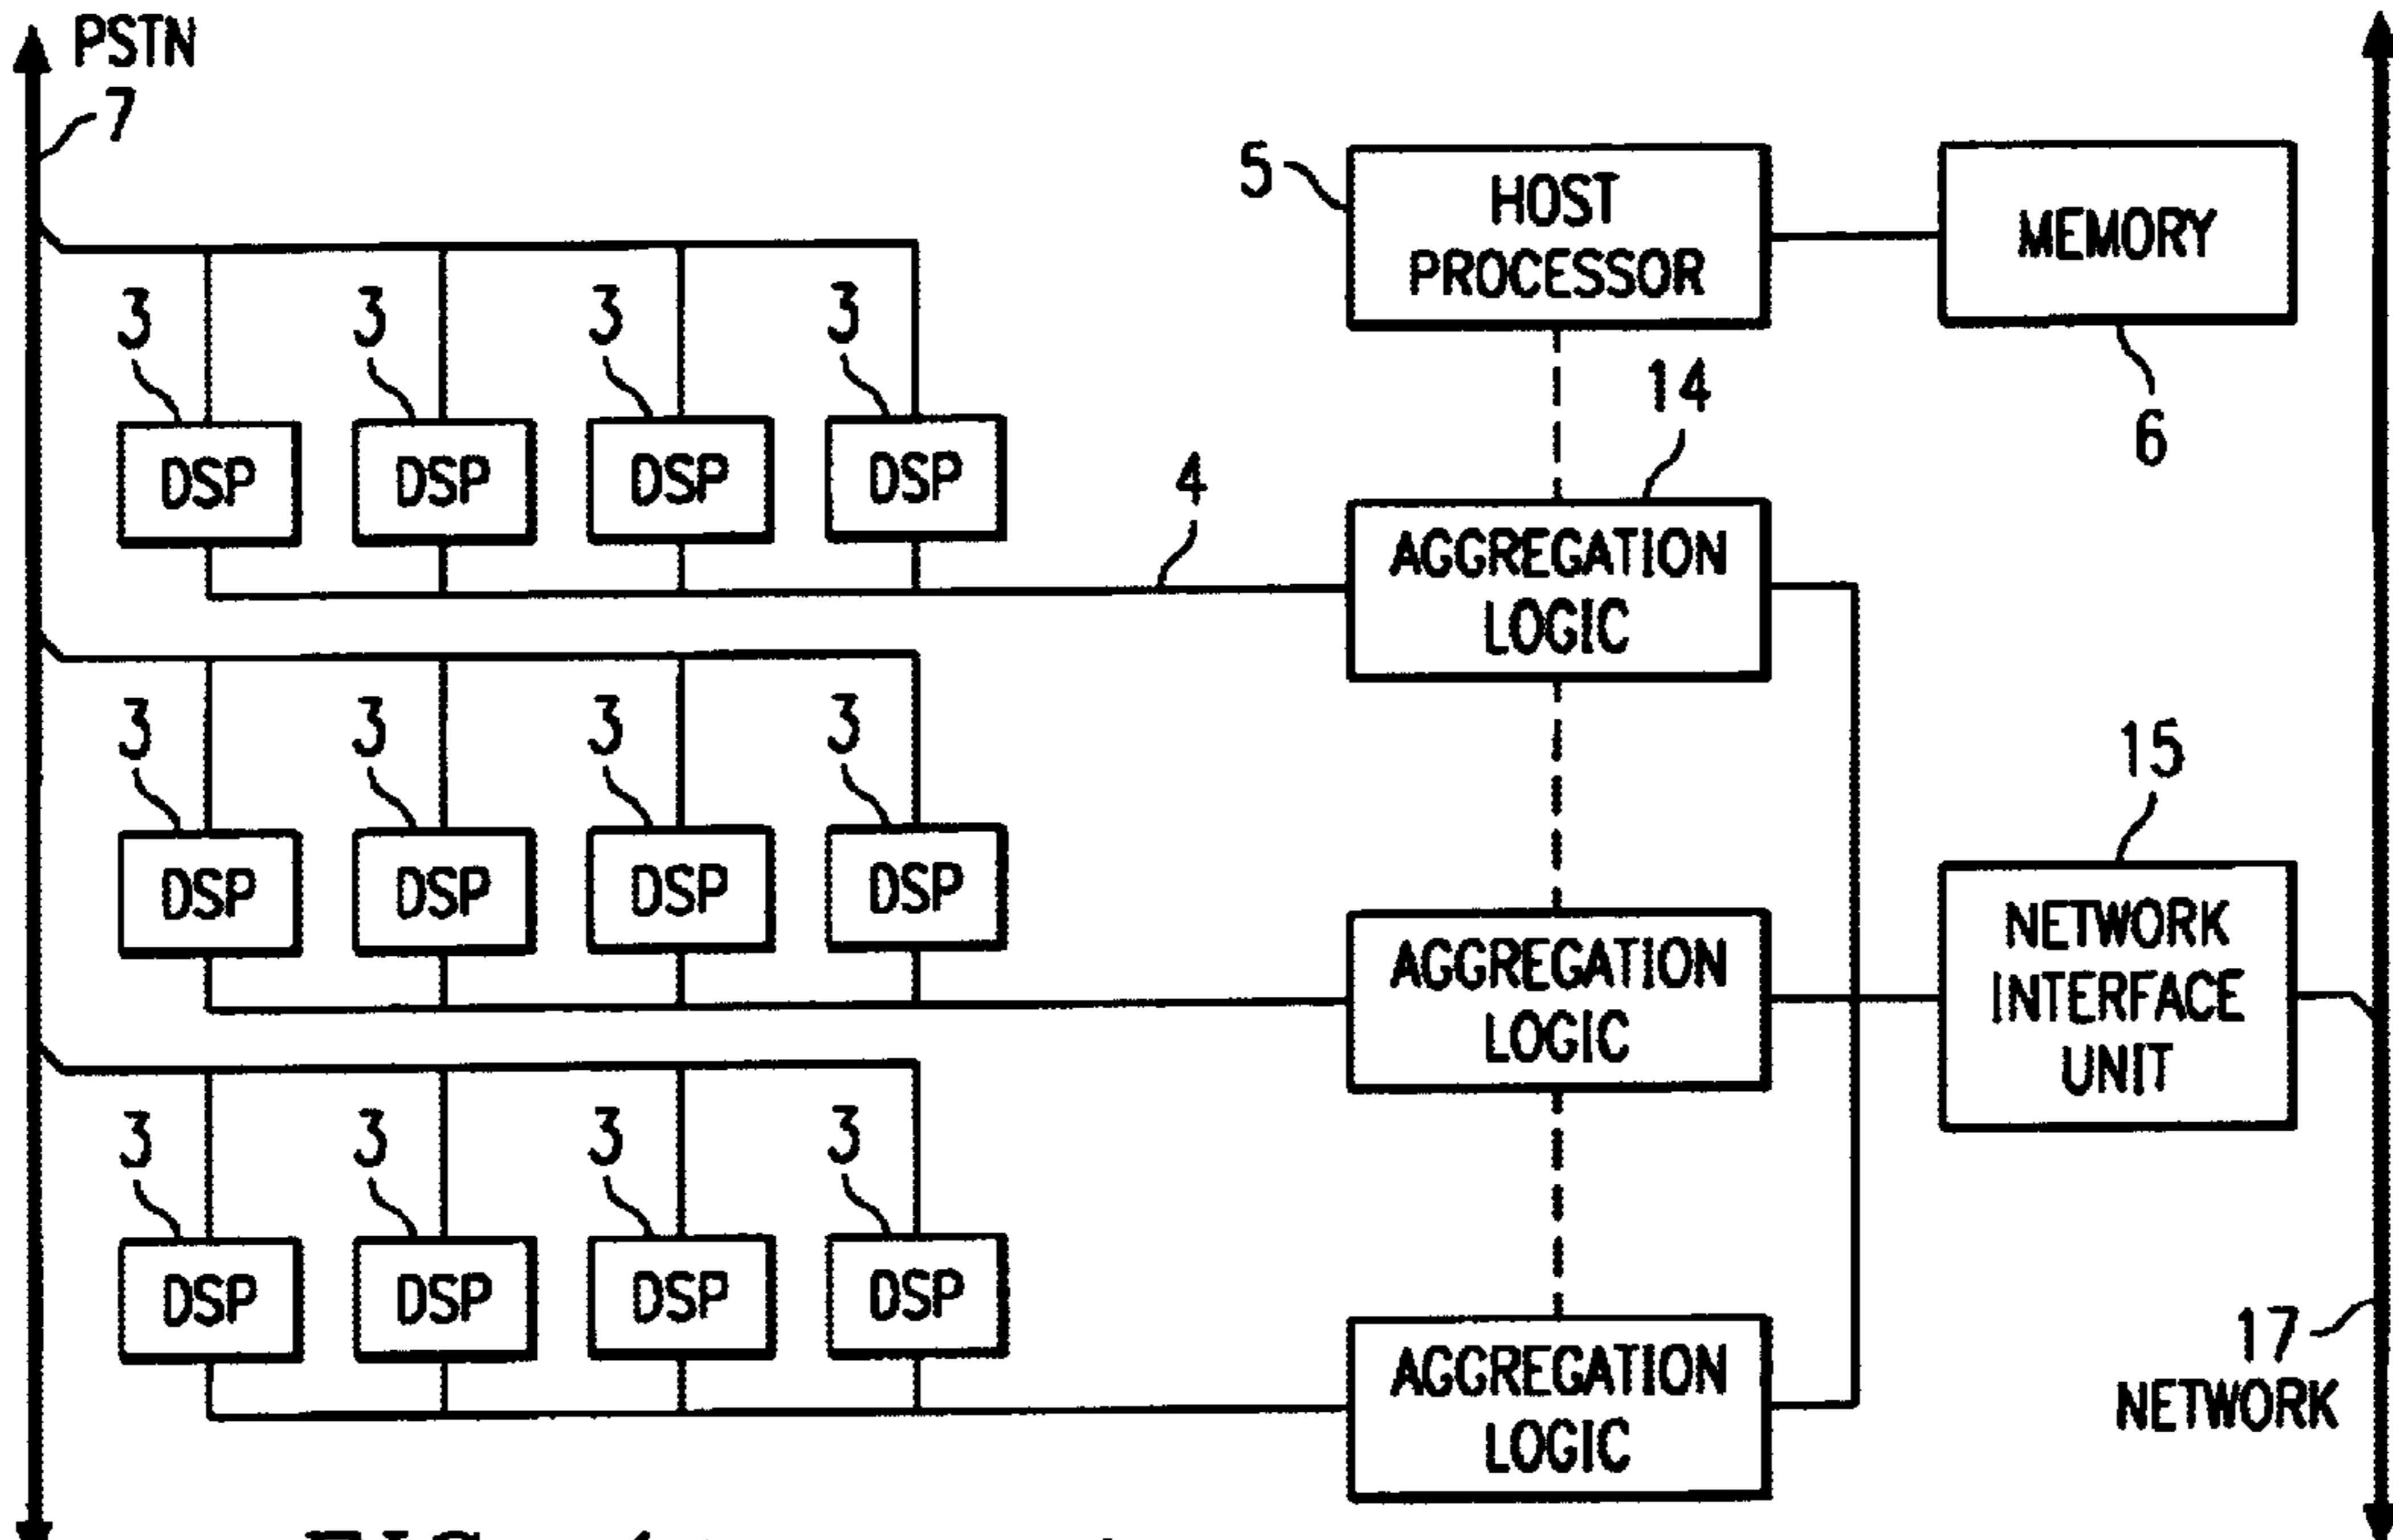 PSTN
7
5
HOST
PROCESSOR
MEMORY
6
3 3 3 3
DSP DSP DSP DSP
4
14
AGGREGATION
LOGIC
3 3 3 3
DSP DSP DSP DSP
AGGREGATION
LOGIC
15
NETWORK
INTERFACE
UNIT
3 3 3 3
DSP DSP DSP DSP
AGGREGATION
LOGIC
17
NETWORK